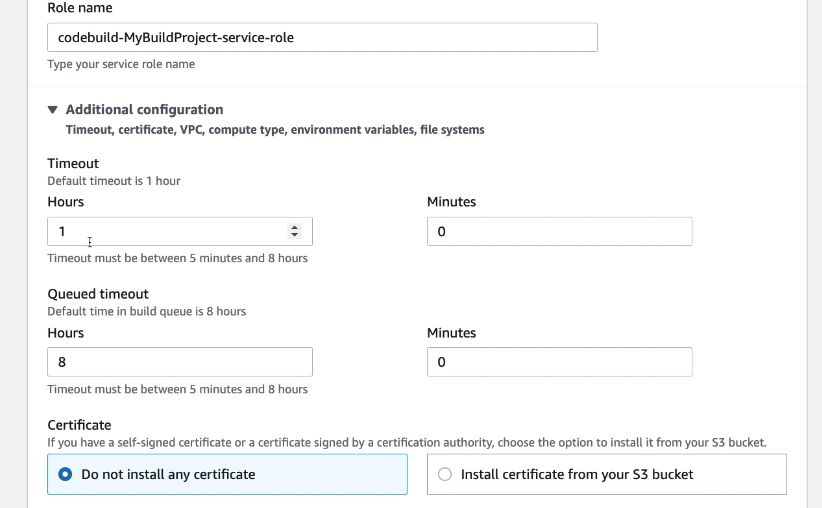 Role name
codebuild-MyBuildProject-service-role
Type your service role name
Additional configuration
Timeout, certificate, VPC, compute type, environment variables, file systems
Timeout
Default timeout is 1 hour
Hours Minutes
1 0
Timeout must be between 5 minutes and 8 hours
Queued timeout
Default time in build queue is 8 hours
Hours Minutes
8 0
Timeout must be between 5 minutes and 8 hours
Certificate
If you have a self-signed certificate or a certificate signed by a certification authority, choose the option to install it from your S3 bucket.
Do not install any certificate Install certificate from your S3 bucket